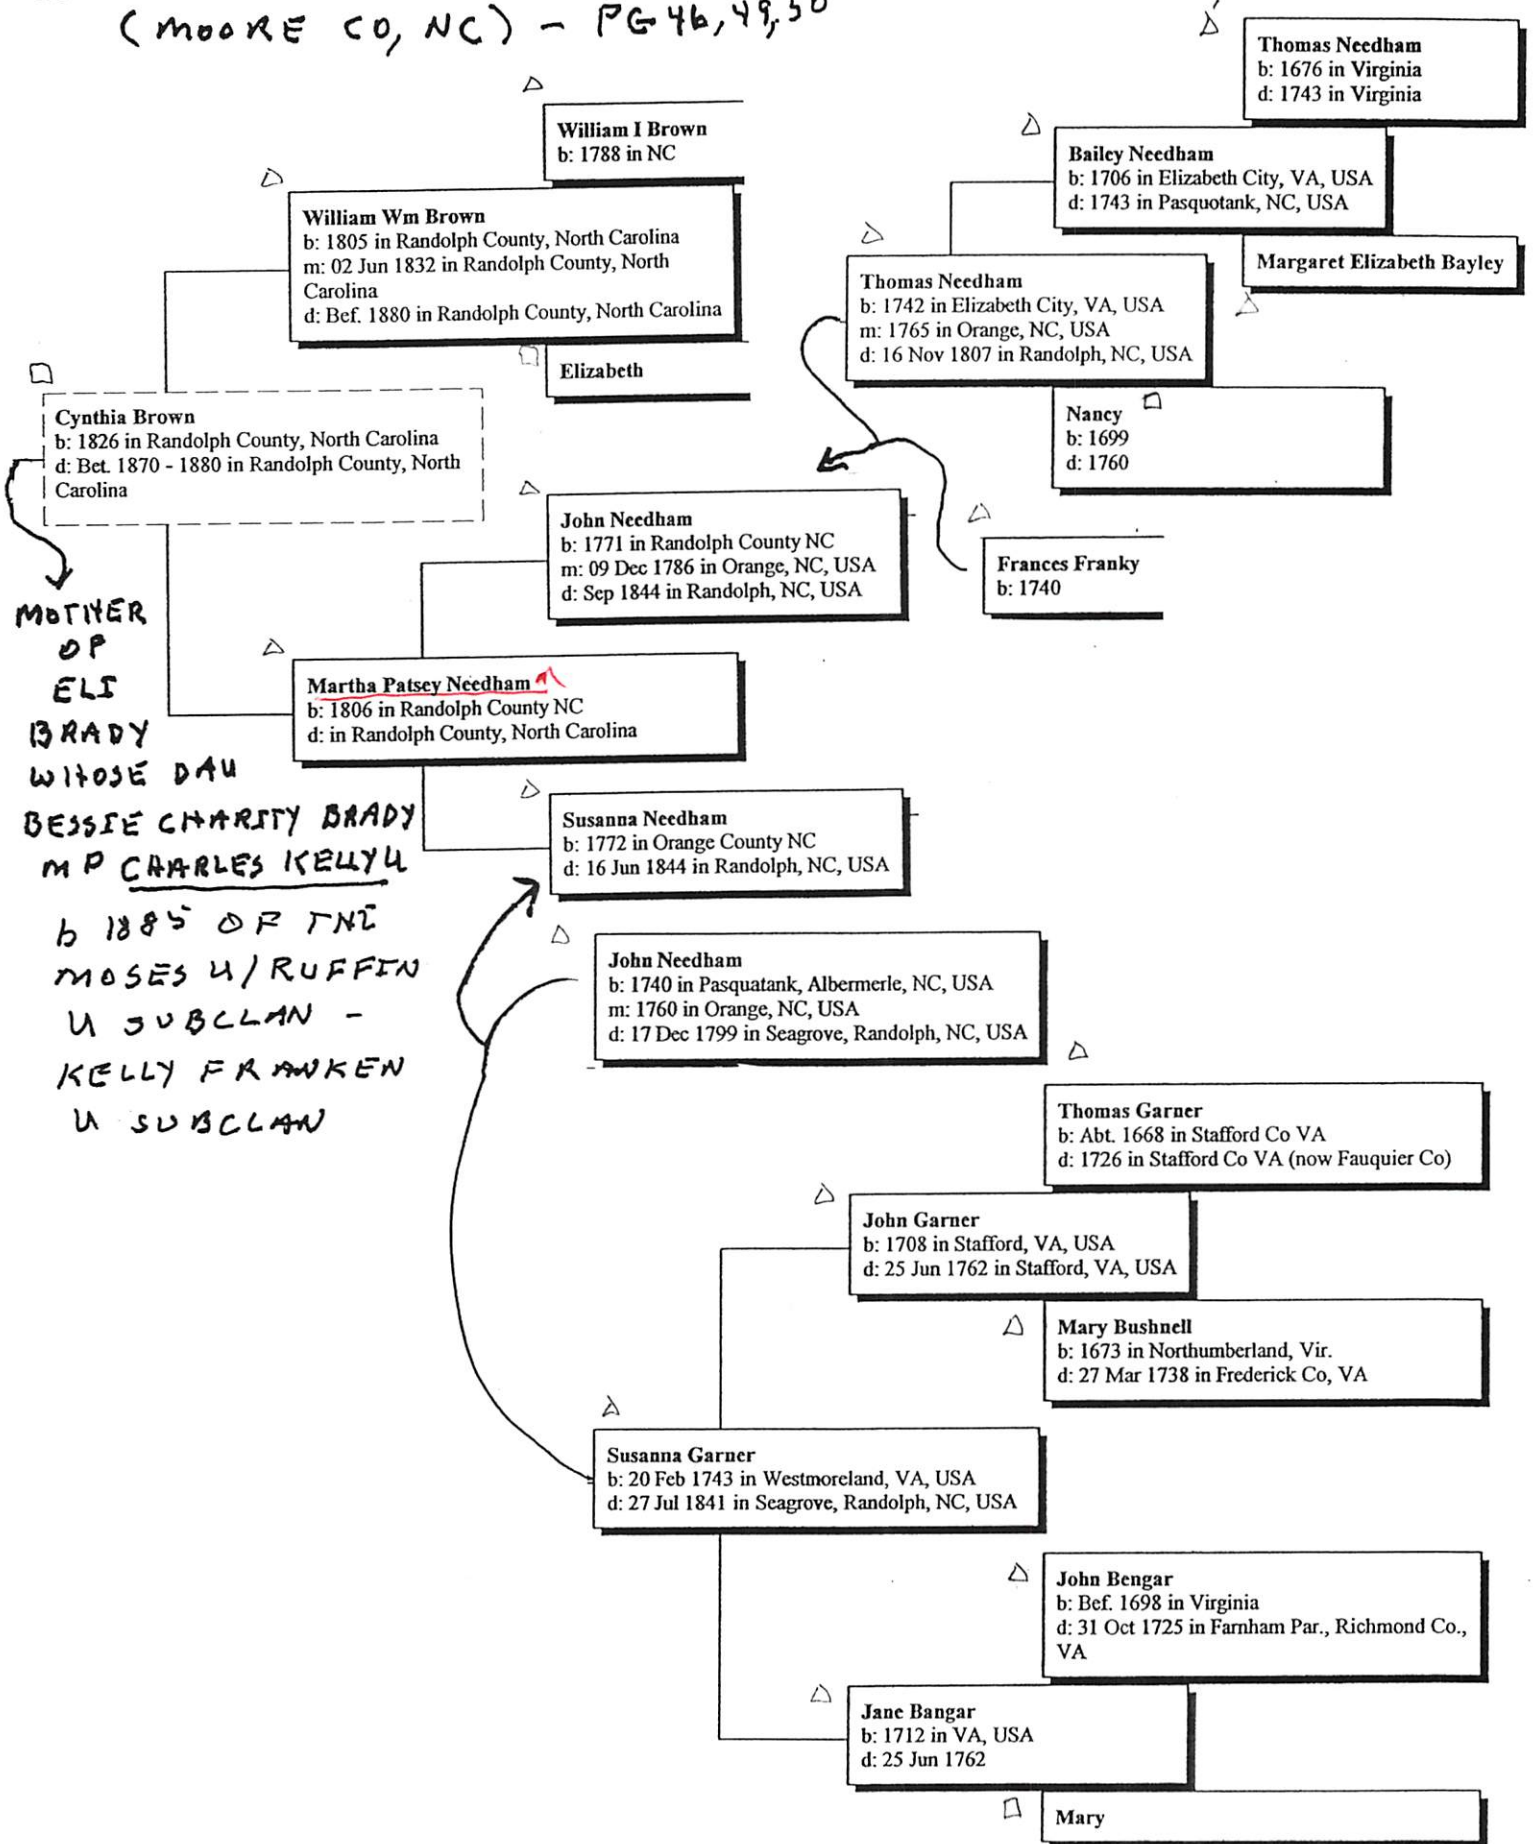 (MOORE CO, NC) - PG 46, 49, 50
Thomas Needham
b: 1676 in Virginia
d: 1743 in Virginia
William I Brown
b: 1788 in NC
Bailey Needham
b: 1706 in Elizabeth City, VA, USA
d: 1743 in Pasquotank, NC, USA
William Wm Brown
b: 1805 in Randolph County, North Carolina
m: 02 Jun 1832 in Randolph County, North
Carolina
d: Bef. 1880 in Randolph County, North Carolina
Margaret Elizabeth Bayley
Thomas Needham
b: 1742 in Elizabeth City, VA, USA
m: 1765 in Orange, NC, USA
d: 16 Nov 1807 in Randolph, NC, USA
Elizabeth
Cynthia Brown
b: 1826 in Randolph County, North Carolina
d: Bet. 1870 - 1880 in Randolph County, North
Carolina
Nancy
b: 1699
d: 1760
John Needham
b: 1771 in Randolph County NC
m: 09 Dec 1786 in Orange, NC, USA
d: Sep 1844 in Randolph, NC, USA
Frances Franky
b: 1740
MOTHER
OF
ELI
BRADY
WHOSE DAU
BESSIE CHARITY BRADY
M P CHARLES KELLY U
b 1885 OF THE
MOSES U/RUFFIN
U SUBCLAN -
KELLY FRANKEN
U SUBCLAN
Martha Patsey Needham
b: 1806 in Randolph County NC
d: in Randolph County, North Carolina
Susanna Needham
b: 1772 in Orange County NC
d: 16 Jun 1844 in Randolph, NC, USA
John Needham
b: 1740 in Pasquatank, Albermerle, NC, USA
m: 1760 in Orange, NC, USA
d: 17 Dec 1799 in Seagrove, Randolph, NC, USA
Thomas Garner
b: Abt. 1668 in Stafford Co VA
d: 1726 in Stafford Co VA (now Fauquier Co)
John Garner
b: 1708 in Stafford, VA, USA
d: 25 Jun 1762 in Stafford, VA, USA
Mary Bushnell
b: 1673 in Northumberland, Vir.
d: 27 Mar 1738 in Frederick Co, VA
Susanna Garner
b: 20 Feb 1743 in Westmoreland, VA, USA
d: 27 Jul 1841 in Seagrove, Randolph, NC, USA
John Bengar
b: Bef. 1698 in Virginia
d: 31 Oct 1725 in Farnham Par., Richmond Co.,
VA
Jane Bangar
b: 1712 in VA, USA
d: 25 Jun 1762
Mary